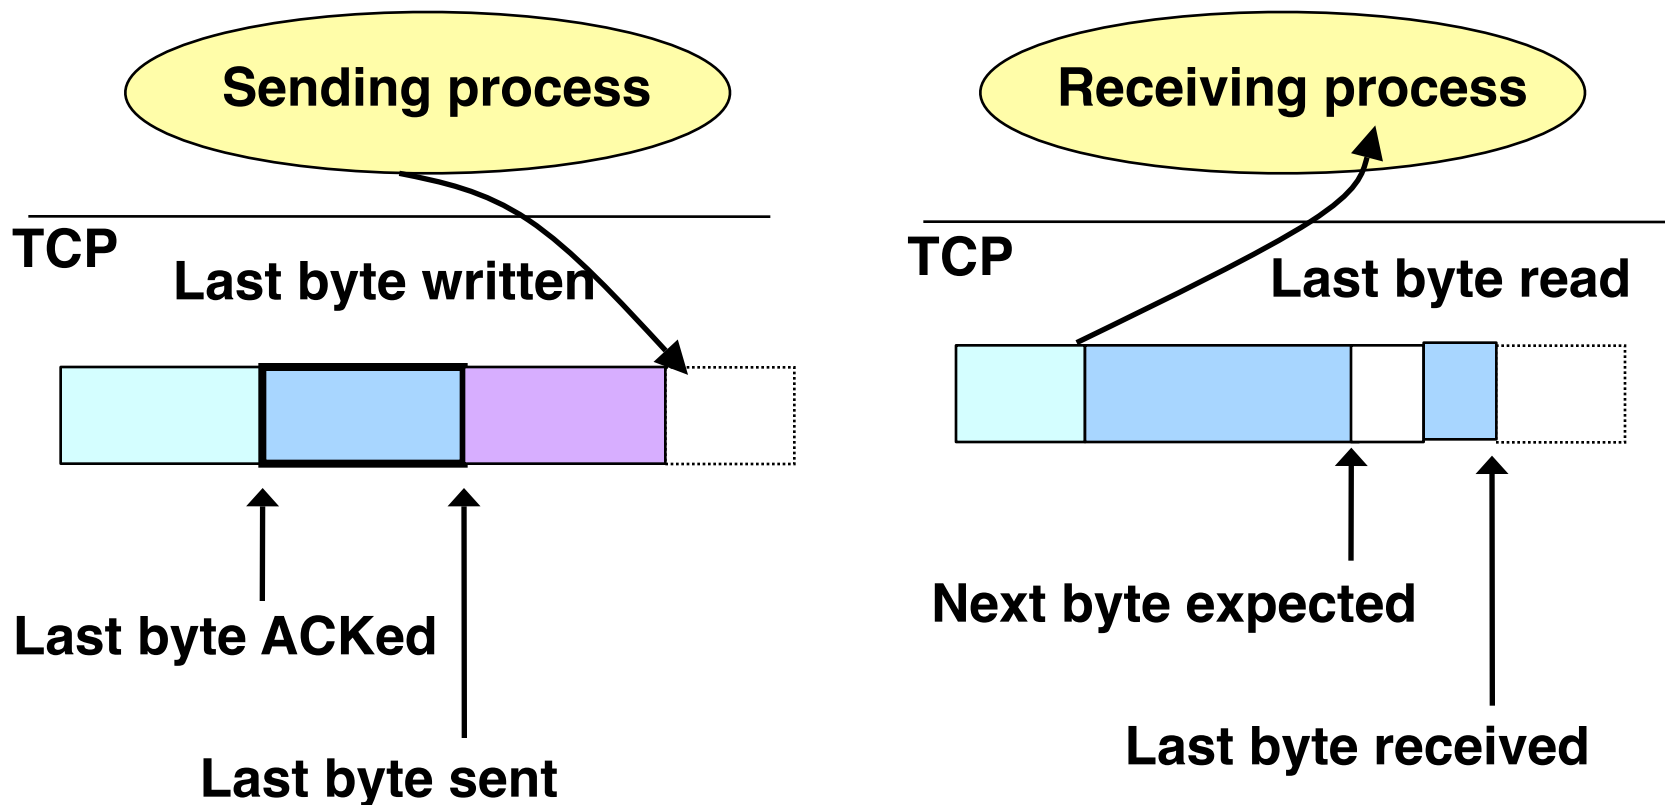 Sending process
TCP
Last byte written
Last byte ACKed
Last byte sent
Receiving process
TCP
Last byte read
Next byte expected
Last byte received